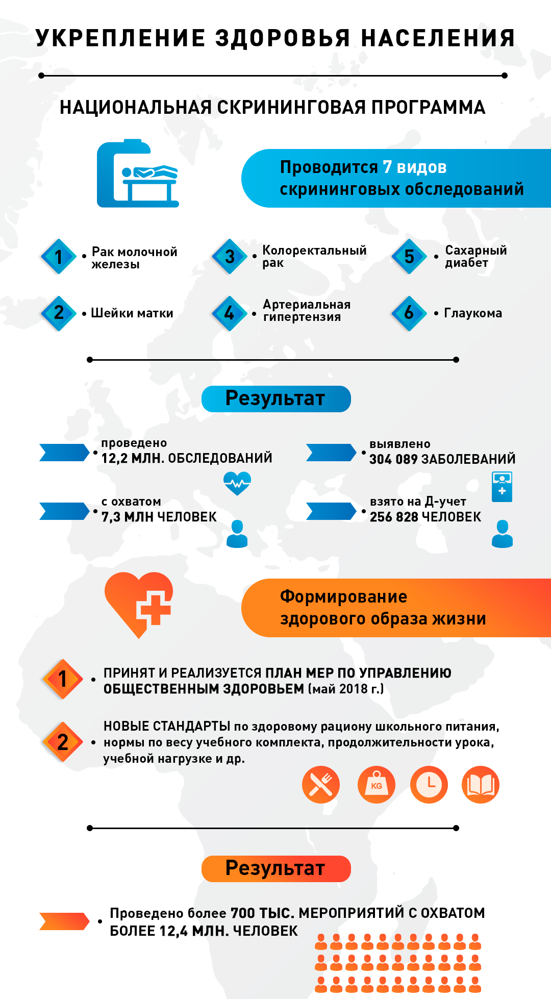 УКРЕПЛЕНИЕ ЗДОРОВЬЯ НАСЕЛЕНИЯ
НАЦИОНАЛЬНАЯ СКРИНИНГОВАЯ ПРОГРАММА
Проводится 7 видов
скрининговых обследований
1
• Рак молочной
железы
2
• Шейки матки
3
• Колоректальный
рак
4
• Артериальная
гипертензия
5
• Сахарный
диабет
6
• Глаукома
Результат
• проведено
12,2 МЛН. ОБСЛЕДОВАНИЙ
• выявлено
304 089 ЗАБОЛЕВАНИЙ
• с охватом
7,3 МЛН ЧЕЛОВЕК
• взято на Д-учет
256 828 ЧЕЛОВЕК
Формирование
здорового образа жизни
1
• ПРИНЯТ И РЕАЛИЗУЕТСЯ ПЛАН МЕР ПО УПРАВЛЕНИЮ
ОБЩЕСТВЕННЫМ ЗДОРОВЬЕМ (май 2018 г.)
2
НОВЫЕ СТАНДАРТЫ по здоровому рациону школьного питания,
• нормы по весу учебного комплекта, продолжительности урока,
учебной нагрузке и др.
KG
Результат
• Проведено более 700 ТЫС. МЕРОПРИЯТИЙ С ОХВАТОМ
БОЛЕЕ 12,4 МЛН. ЧЕЛОВЕК